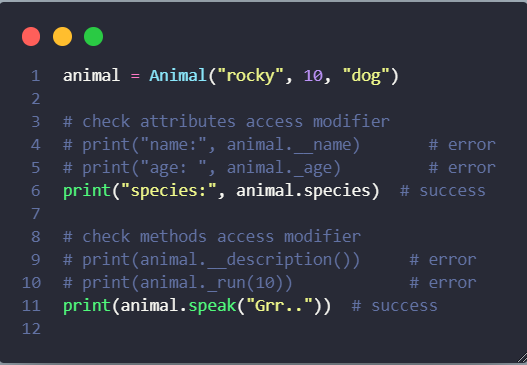 1 animal = Animal("rocky", 10, "dog")
2
3 # check attributes access modifier
4 # print("name:", animal.__name)       # error
5 # print("age: ", animal._age)         # error
6 print("species:", animal.species)  # success
7
8 # check methods access modifier
9 # print(animal.__description())     # error
10 # print(animal._run(10))            # error
11 print(animal.speak("Grr.."))  # success
12